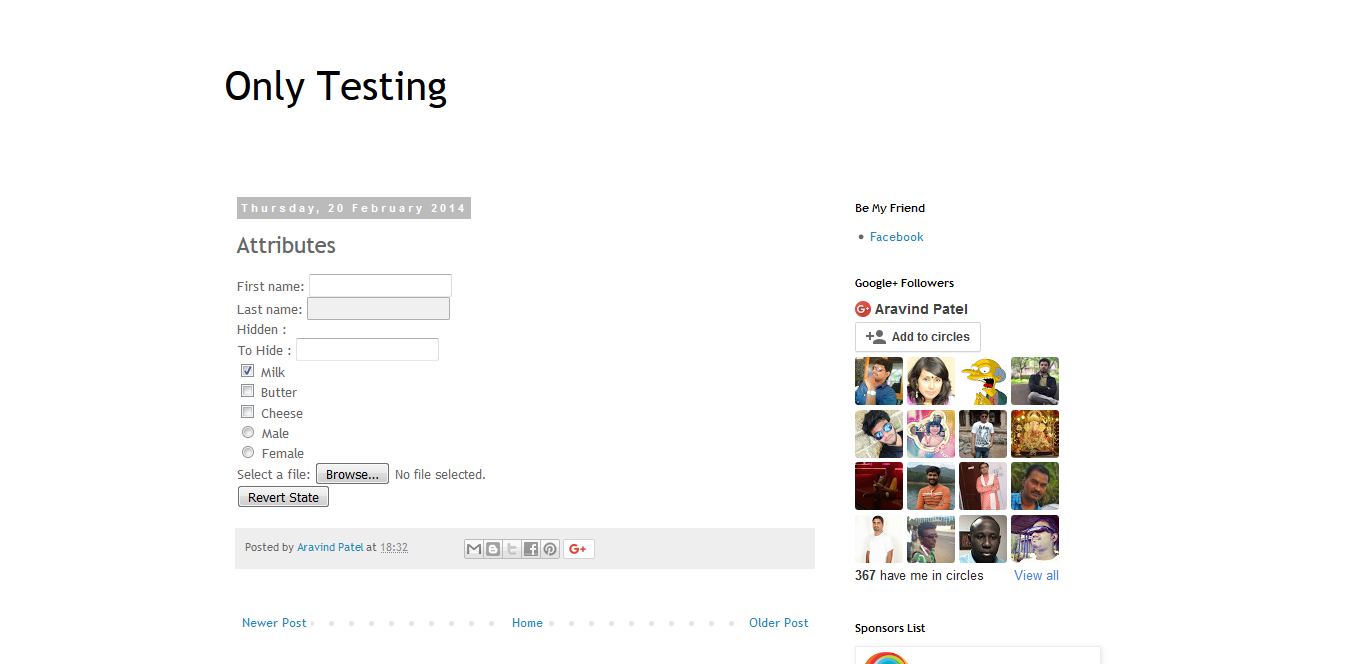 Only Testing
Thursday, 20 February 2014
Attributes
First name:
Last name:
Hidden :
To Hide :
Milk
Butter
Cheese
Male
Female
Select a file: Browse... No file selected.
Revert State
Posted by Aravind Patel at 18:32
G+
Newer Post Home Older Post
Be My Friend
Facebook
Google+ Followers
G+ Aravind Patel
Add to circles
367 have me in circles View all
Sponsors List